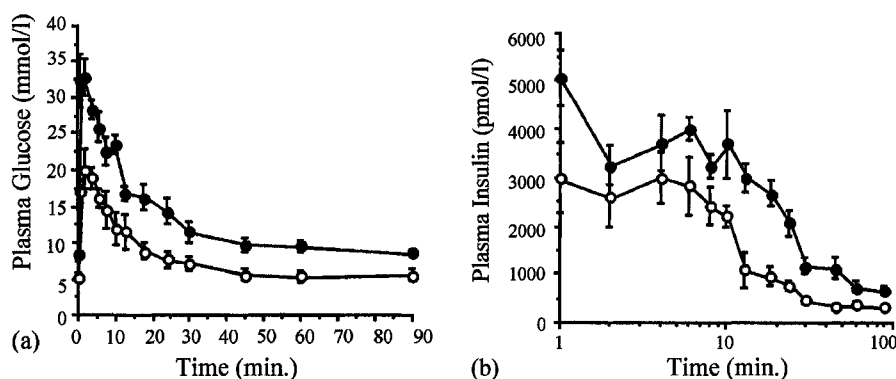 Plasma Glucose (mmol/l)
40
35
30
25
20
15
10
5
0
0 10 20 30 40 50 60 70 80 90
(a)
Time (min.)
Plasma Insulin (pmol/l)
6000
5000
4000
3000
2000
1000
0
1 10 100
(b)
Time (min.)